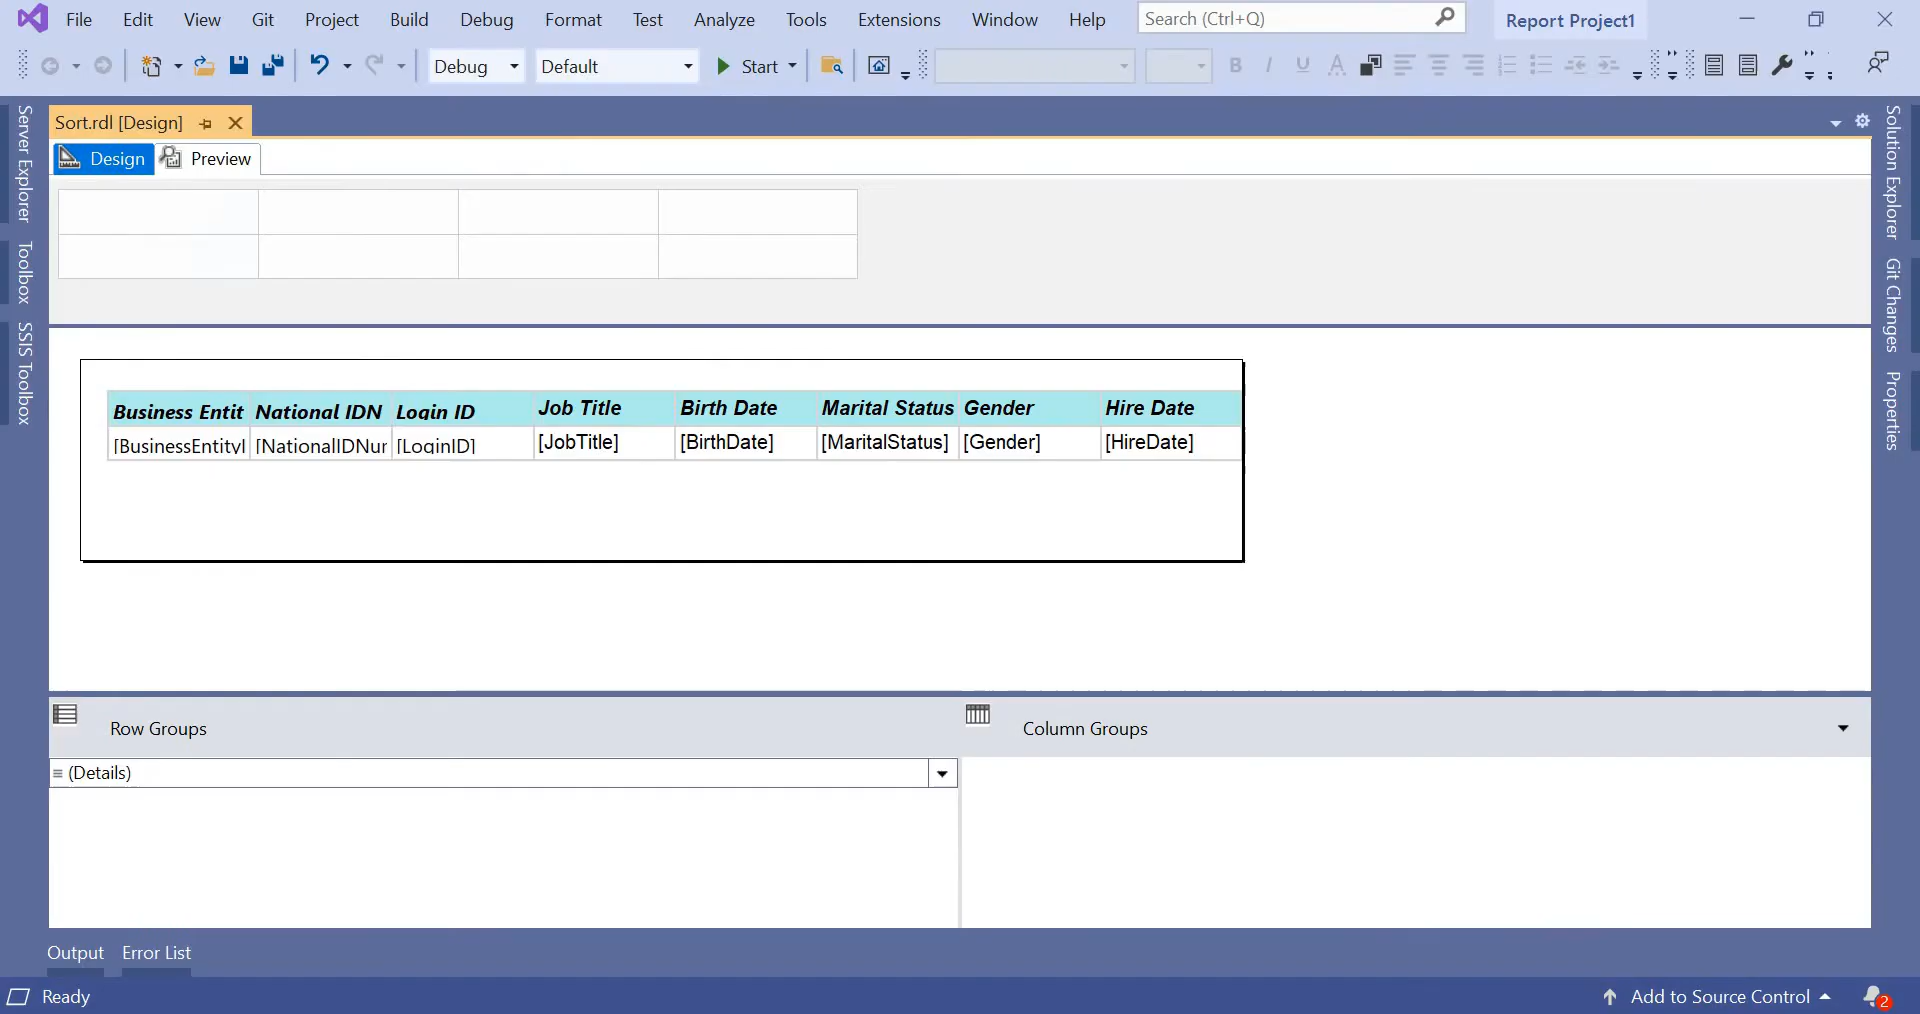 File Edit View Git Project Build Debug Format Test Analyze Tools Extensions Window Help Search (Ctrl+Q) Report Project1
Debug Default Start B I U A
Sort.rdl [Design]
Design Preview
Server Explorer
Toolbox
SSIS Toolbox
Business Entit National IDN Login ID Job Title Birth Date Marital Status Gender Hire Date
[BusinessEntityI [NationalIDNur [LoginID] [JobTitle] [BirthDate] [MaritalStatus] [Gender] [HireDate]
Solution Explorer
Git Changes
Properties
Row Groups Column Groups
(Details)
Output Error List
Ready Add to Source Control 2